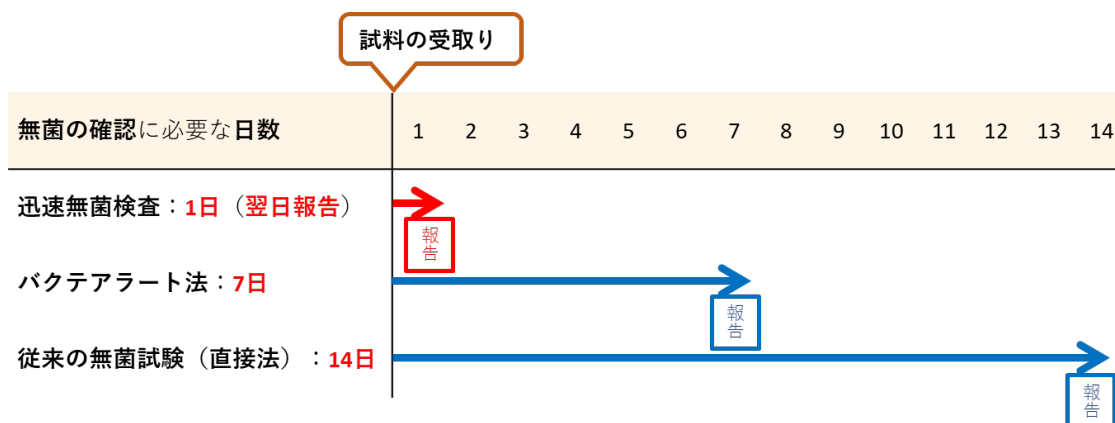 試料の受取り
無菌の確認に必要な日数 1 2 3 4 5 6 7 8 9 10 11 12 13 14
迅速無菌検査：1日（翌日報告）
報告
バクテアラート法：7日
報告
従来の無菌試験（直接法）：14日
報告